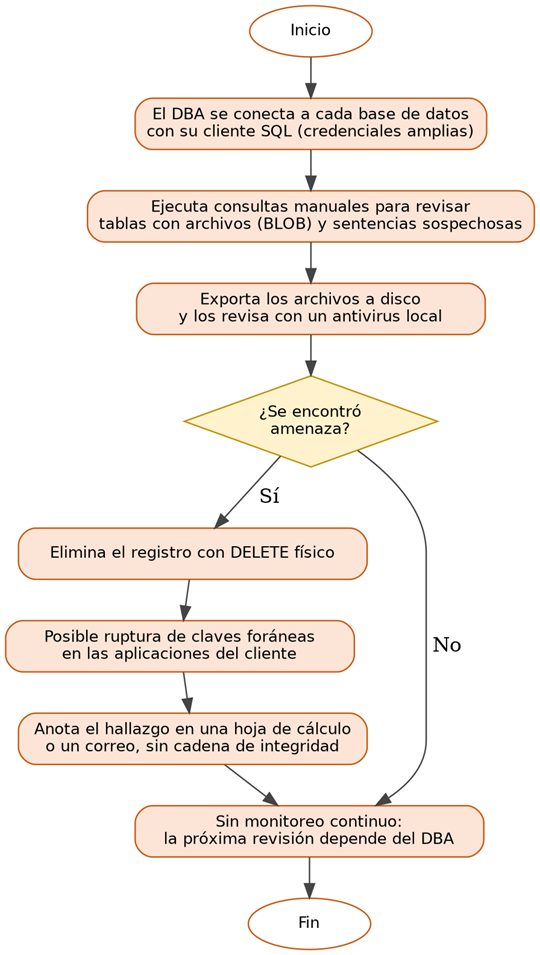 Inicio
El DBA se conecta a cada base de datos
con su cliente SQL (credenciales amplias)
Ejecuta consultas manuales para revisar
tablas con archivos (BLOB) y sentencias sospechosas
Exporta los archivos a disco
y los revisa con un antivirus local
¿Se encontró
amenaza?
Sí
Elimina el registro con DELETE físico
Posible ruptura de claves foráneas
en las aplicaciones del cliente
No
Anota el hallazgo en una hoja de cálculo
o un correo, sin cadena de integridad
Sin monitoreo continuo:
la próxima revisión depende del DBA
Fin